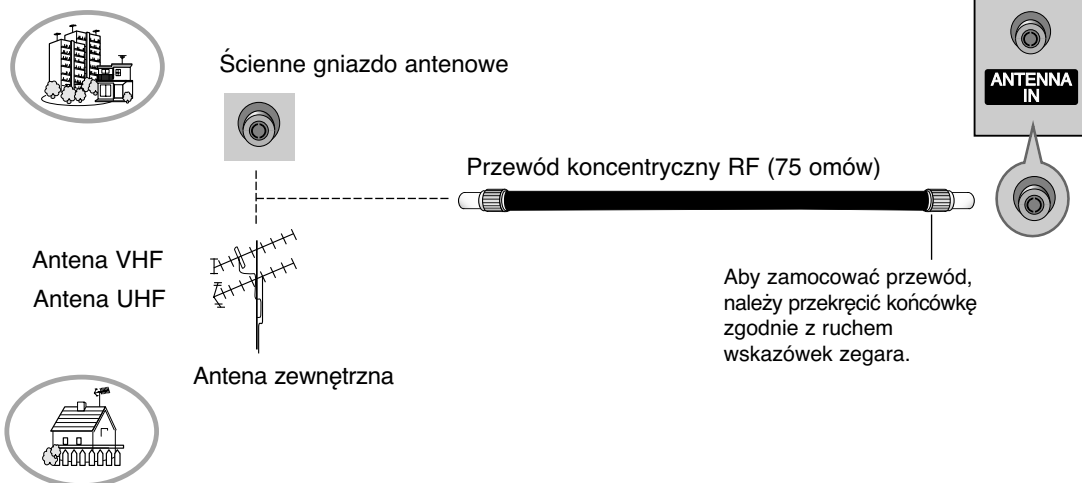 Ścienne gniazdo antenowe
ANTENNA
IN
Przewód koncentryczny RF (75 omów)
Antena VHF
Antena UHF
Aby zamocować przewód,
należy przekręcić końcówkę
zgodnie z ruchem
wskazówek zegara.
Antena zewnętrzna